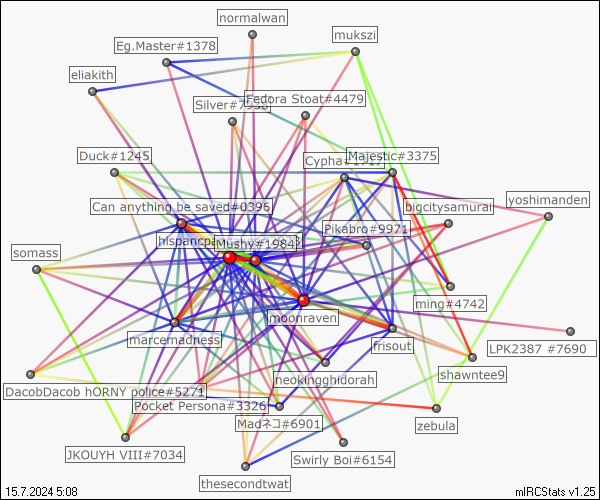 normalwan
mukszi
Eg.Master#1378
eliakith
Fedora Stoat#4479
Silver#7938
Duck#1245
Majestic#3375
Cypha#1717
yoshimanden
Can anything be saved#0396
bigcitysamurai
Pikabro#9971
Mushy#1984
somass
ming#4742
moonraven
marcemadness
frisout
LPK2387 #7690
shawntee9
neokingghidorah
DacobDacob hORNY police#5271
Pocket Persona#3326
Madネコ#6901
zebula
JKOUYH VIII#7034
Swirly Boi#6154
thesecondtwat
15.7.2024 5:08
mIRCStats v1.25